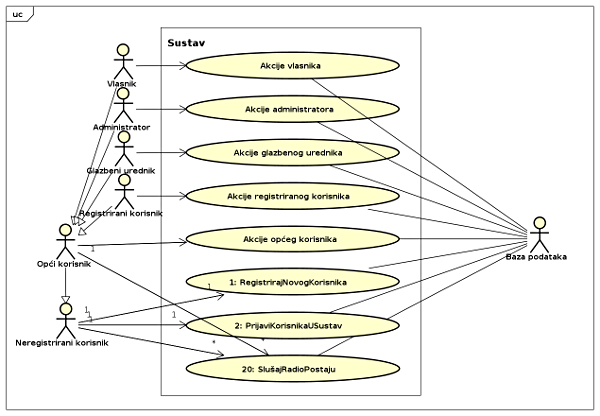 uc
Sustav
Akcije vlasnika
Vlasnik
Akcije administratora
Administrator
Akcije glazbenog urednika
Glazbeni urednik
Akcije registriranog korisnika
Registrirani korisnik
Akcije općeg korisnika
1
Opći korisnik
Baza podataka
1: RegistrirajNovogKorisnika
1
1
1
1
2: PrijaviKorisnikaUSustav
1
Neregistrirani korisnik
*
*
20: SlušajRadioPostaju